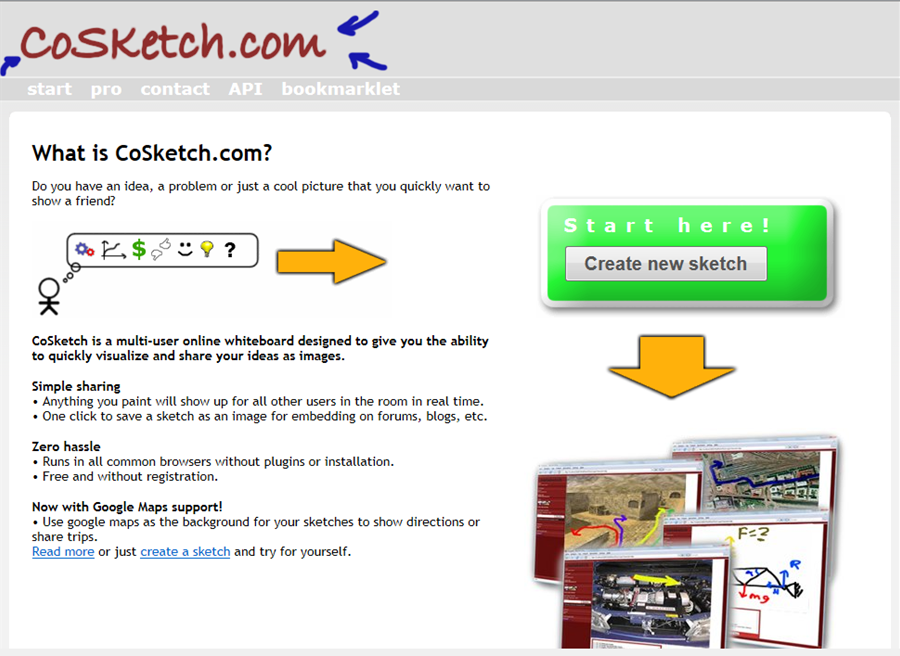 CoSketch.com
start pro contact API bookmarklet
What is CoSketch.com?
Do you have an idea, a problem or just a cool picture that you quickly want to
show a friend?
$ ?
CoSketch is a multi-user online whiteboard designed to give you the ability
to quickly visualize and share your ideas as images.
Simple sharing
• Anything you paint will show up for all other users in the room in real time.
• One click to save a sketch as an image for embedding on forums, blogs, etc.
Zero hassle
• Runs in all common browsers without plugins or installation.
• Free and without registration.
Now with Google Maps support!
• Use google maps as the background for your sketches to show directions or
share trips.
Read more or just create a sketch and try for yourself.
Start here!
Create new sketch
F=?
R
mg